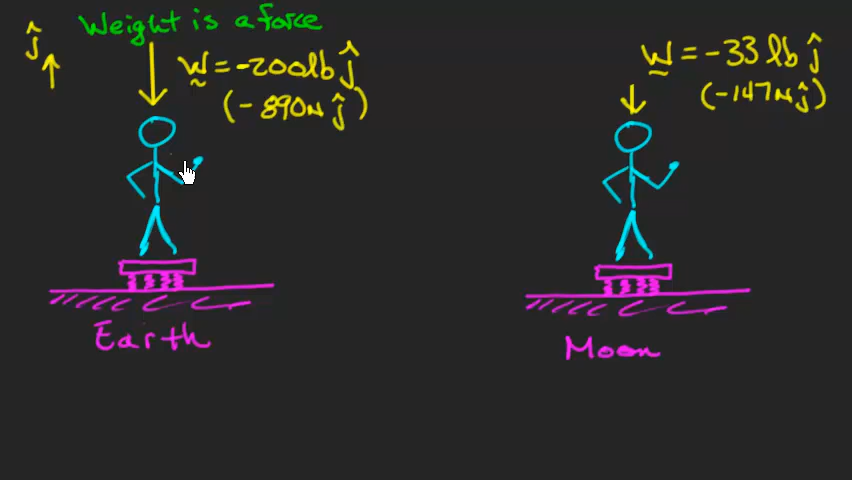 Weight is a force
ĵ
W = -200lb ĵ
(-890N ĵ)
W = -33 lb ĵ
(-147N ĵ)
Earth
Moon